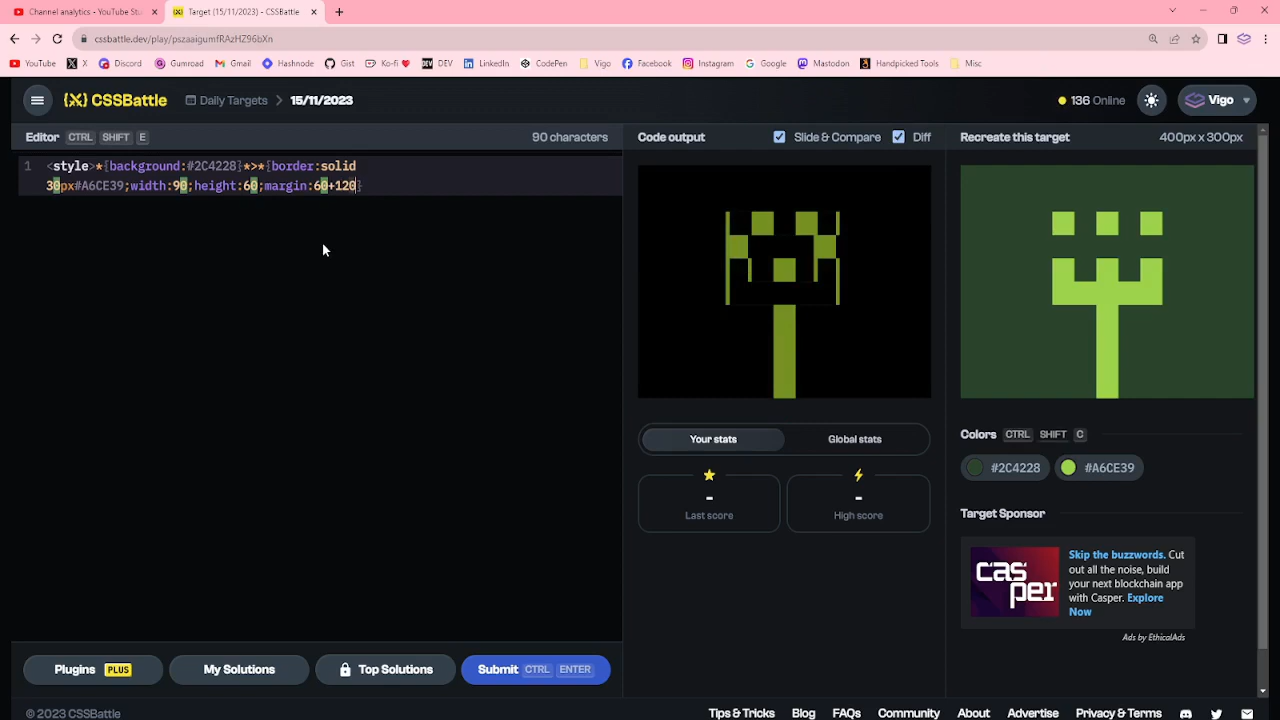 Channel analytics - YouTube Stu
Target (15/11/2023) - CSSBattle
cssbattle.dev/play/pszaaigumfRAzHZ96bXn
YouTube X Discord Gumroad Gmail Hashnode Gist Ko-fi DEV LinkedIn CodePen Vigo Facebook Instagram Google Mastodon Handpicked Tools Misc
CSSBattle Daily Targets 15/11/2023 136 Online Vigo
Editor CTRL SHIFT E 90 characters Code output Slide & Compare Diff Recreate this target 400px x 300px
1 <style>*{background:#2C4228}*>*{border:solid
30px#A6CE39;width:90;height:60;margin:60+120}
Your stats Global stats
Colors CTRL SHIFT C
#2C4228 #A6CE39
-
Last score
-
High score
Target Sponsor
casper
Skip the buzzwords. Cut
out all the noise, build
your next blockchain app
with Casper. Explore
Now
Ads by EthicalAds
Plugins PLUS My Solutions Top Solutions Submit CTRL ENTER
© 2023 CSSBattle Tips & Tricks Blog FAQs Community About Advertise Privacy & Terms